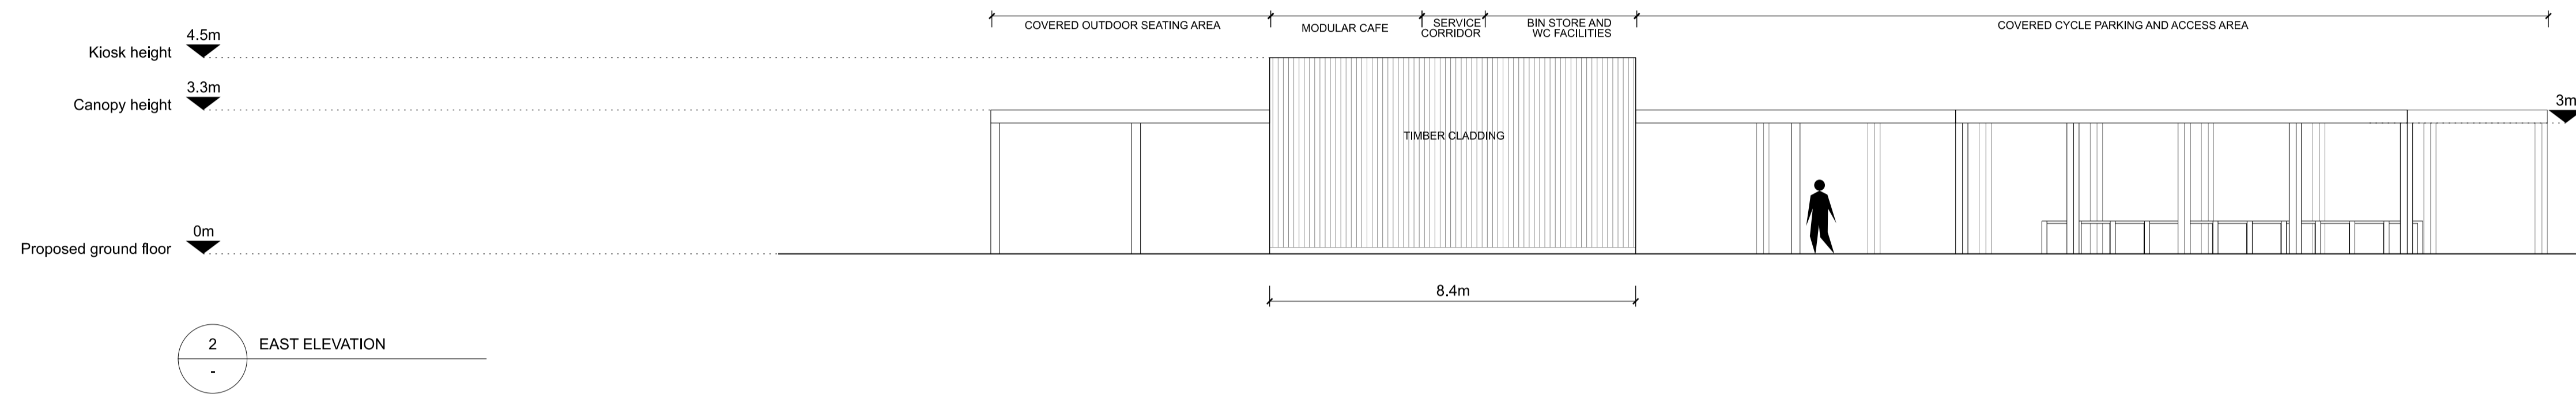 COVERED OUTDOOR SEATING AREA
MODULAR CAFE
SERVICE
CORRIDOR
BIN STORE AND
WC FACILITIES
COVERED CYCLE PARKING AND ACCESS AREA
4.5m
Kiosk height
3.3m
Canopy height
3m
TIMBER CLADDING
0m
Proposed ground floor
8.4m
2
EAST ELEVATION
-